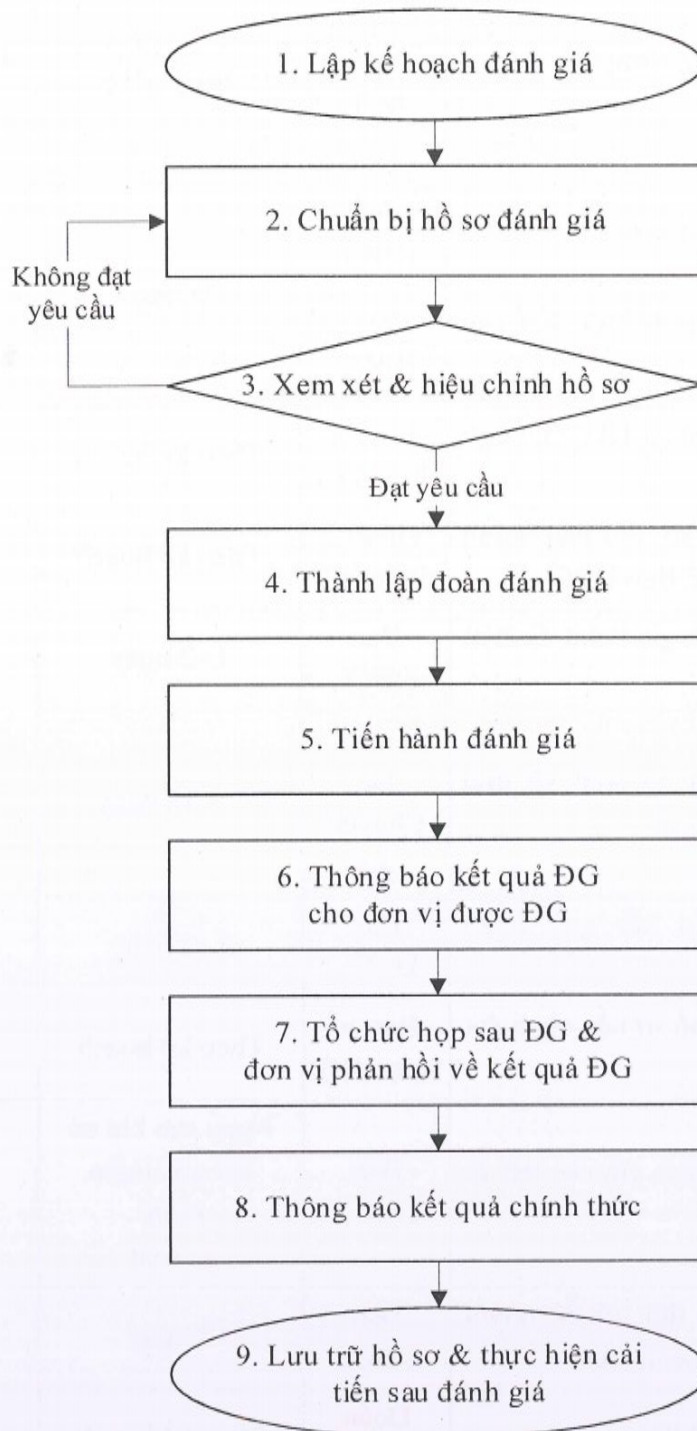 1. Lập kế hoạch đánh giá
2. Chuẩn bị hồ sơ đánh giá
Không đạt
yêu cầu
3. Xem xét & hiệu chỉnh hồ sơ
Đạt yêu cầu
4. Thành lập đoàn đánh giá
5. Tiến hành đánh giá
6. Thông báo kết quả ĐG
cho đơn vị được ĐG
7. Tổ chức họp sau ĐG &
đơn vị phản hồi về kết quả ĐG
8. Thông báo kết quả chính thức
9. Lưu trữ hồ sơ & thực hiện cải
tiến sau đánh giá